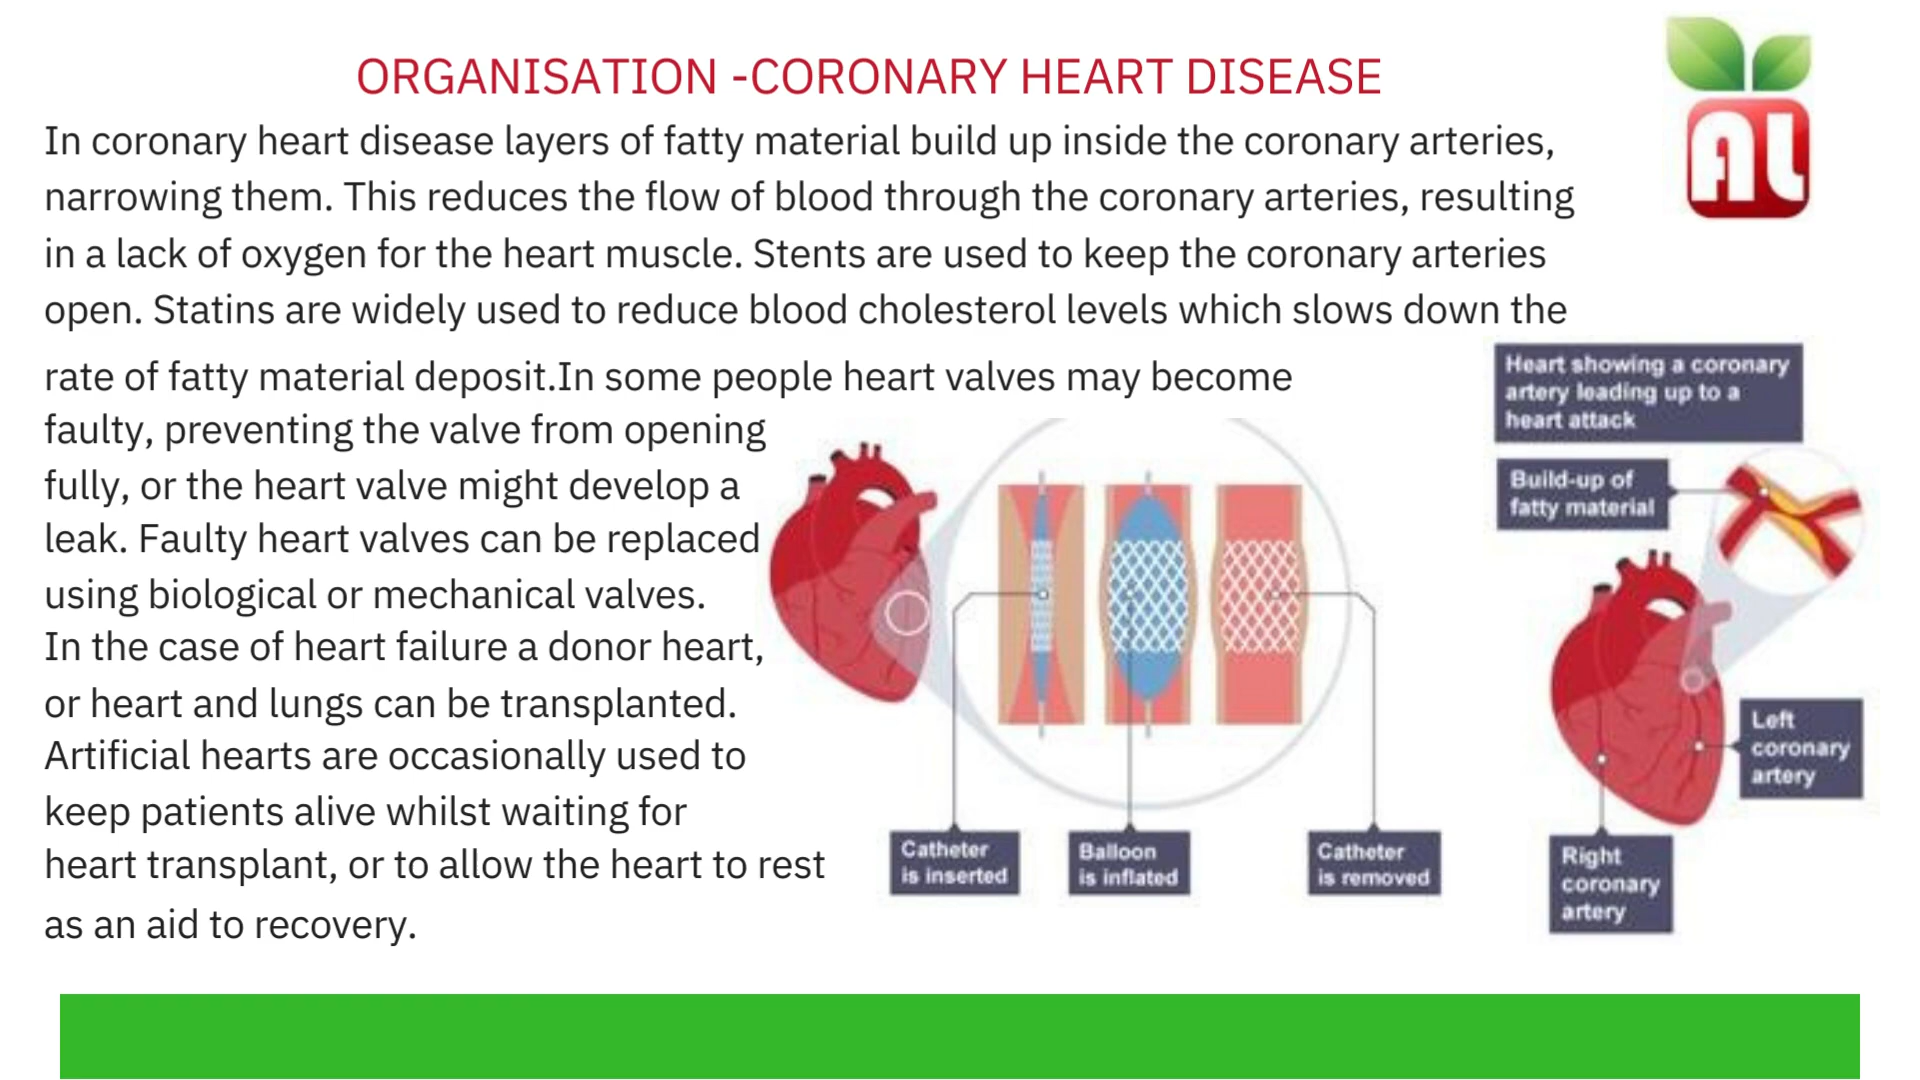 ORGANISATION -CORONARY HEART DISEASE
AL
In coronary heart disease layers of fatty material build up inside the coronary arteries,
narrowing them. This reduces the flow of blood through the coronary arteries, resulting
in a lack of oxygen for the heart muscle. Stents are used to keep the coronary arteries
open. Statins are widely used to reduce blood cholesterol levels which slows down the
rate of fatty material deposit.In some people heart valves may become
faulty, preventing the valve from opening
fully, or the heart valve might develop a
leak. Faulty heart valves can be replaced
using biological or mechanical valves.
In the case of heart failure a donor heart,
or heart and lungs can be transplanted.
Artificial hearts are occasionally used to
keep patients alive whilst waiting for
heart transplant, or to allow the heart to rest
as an aid to recovery.
Catheter
is inserted
Balloon
is inflated
Catheter
is removed
Heart showing a coronary
artery leading up to a
heart attack
Build-up of
fatty material
Left
coronary
artery
Right
coronary
artery